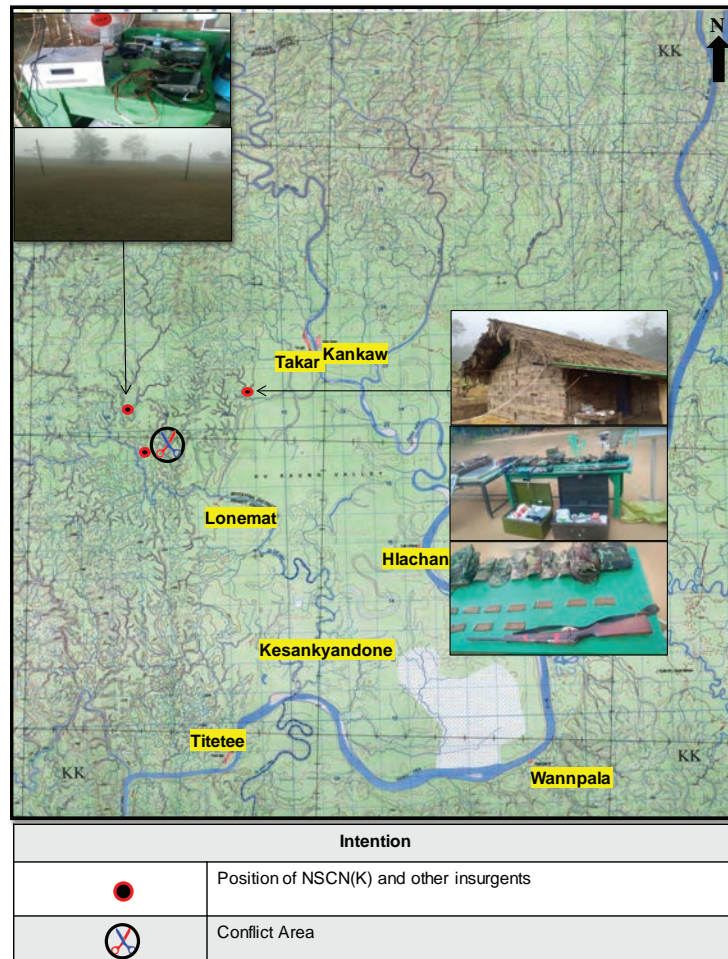 N
KK
Takar
Kankaw
Lonemat
Hlachan
Kesankyandone
Titetee
KK
KK
Wannpala
Intention
Position of NSCN(K) and other insurgents
Conflict Area